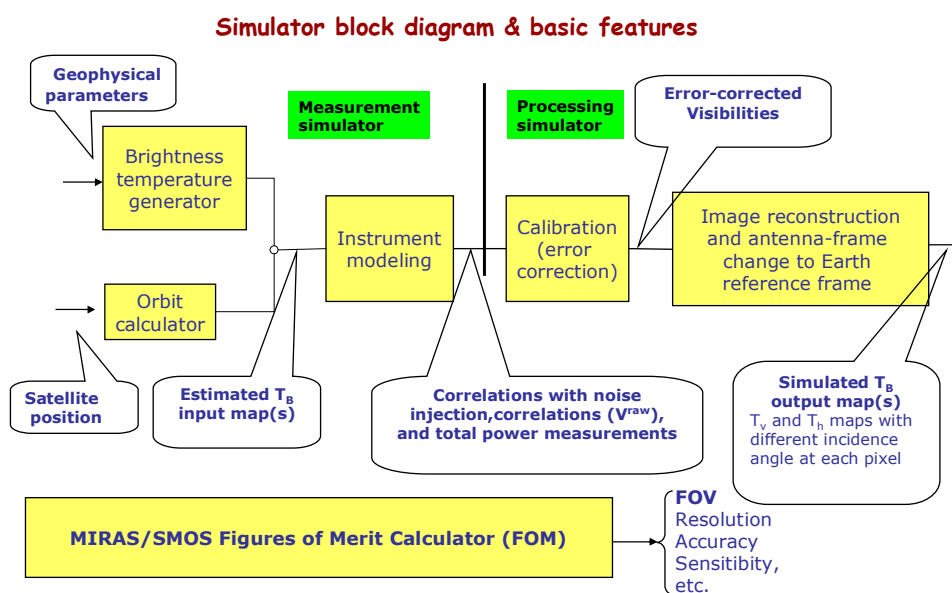 Simulator block diagram & basic features
Geophysical
parameters
Measurement
simulator
Processing
simulator
Error-corrected
Visibilities
Brightness
temperature
generator
Instrument
modeling
Calibration
(error
correction)
Image reconstruction
and antenna-frame
change to Earth
reference frame
Orbit
calculator
Satellite
position
Estimated TB
input map(s)
Correlations with noise
injection,correlations (Vraw),
and total power measurements
Simulated TB
output map(s)
Tv and Th maps with
different incidence
angle at each pixel
MIRAS/SMOS Figures of Merit Calculator (FOM)
FOV
Resolution
Accuracy
Sensitibity,
etc.